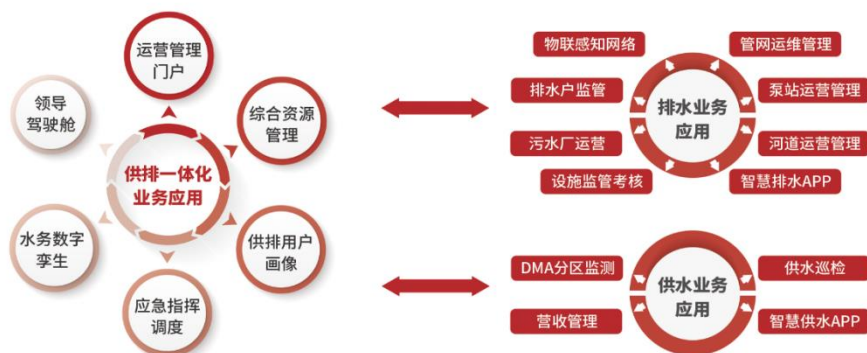 运营管理
门户
综合资源
管理
供排用户
画像
应急指挥
调度
水务数字
孪生
领导
驾驶舱
供排一体化
业务应用
物联感知网络
管网运维管理
排水户监管
泵站运营管理
排水业务
应用
污水厂运营
河道运营管理
设施监管考核
智慧排水APP
DMA分区监测
供水巡检
供水业务
应用
营收管理
智慧供水APP